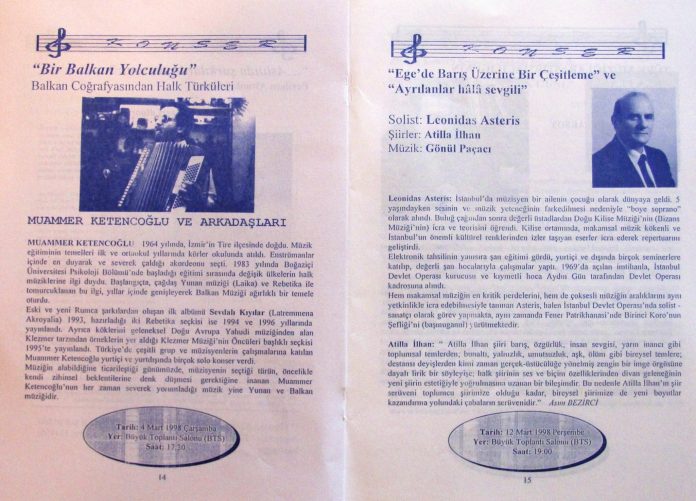 KONSER
"Bir Balkan Yolculuğu"
Balkan Coğrafyasından Halk Türküleri
MUAMMER KETENCOĞLU VE ARKADAŞLARI
MUAMMER KETENCOĞLU 1964 yılında, İzmir'in Tire ilçesinde doğdu. Müzik
eğitiminin temelleri ilk ve ortaokul yıllarında körler okulunda atıldı. Enstrümanlar
içinde en duyarak ve severek çaldığı akordeonu seçti. 1983 yılında Boğaziçi
Üniversitesi Psikoloji Bölümü'nde başladığı eğitimi sırasında değişik ülkelerin halk
müziklerine ilgi duydu. Başlangıçta, çağdaş Yunan müziği (Laika) ve Rebetika ile
tomurcuklanan bu ilgi, yıllar içinde genişleyerek Balkan Müziği ağırlıklı bir temele
oturdu.
Eski ve yeni Rumca şarkılardan oluşan ilk albümü Sevdalı Kıyılar (Latremmena
Akroyalia) 1993, hazırladığı iki Rebetika seçkisi ise 1994 ve 1996 yıllarında
yayınlandı. Ayrıca köklerini geleneksel Doğu Avrupa Yahudi müziğinden alan
Klezmer tarzından örneklerin yer aldığı Klezmer Müziği'nin Öncüleri başlıklı seçkisi
1995'te yayınlandı. Türkiye'de çeşitli grup ve müzisyenlerin çalışmalarına katılan
Muammer Ketencoğlu yurtiçi ve yurtdışında birçok solo konser verdi.
Müziğin alabildiğine ticarileştiği günümüzde, müzisyenin seçtiği türün, öncelikle
kendi zihinsel beklentilerine denk düşmesi gerektiğine inanan Muammer
Ketencoğlu'nun her zaman severek yorumladığı müzik yine Yunan ve Balkan
müziğidir.
Tarih: 4 Mart 1998 Çarşamba
Yer: Büyük Toplantı Salonu (BTS)
Saat: 17:30
14
KONSER
"Ege'de Barış Üzerine Bir Çeşitleme" ve
"Ayrılanlar hâlâ sevgili"
Solist: Leonidas Asteris
Şiirler: Atilla İlhan
Müzik: Gönül Paçacı
Leonidas Asteris: İstanbul'da müzisyen bir ailenin çocuğu olarak dünyaya geldi. 5
yaşındayken sesinin ve müzik yeteneğinin farkedilmesi nedeniyle "boye soprano"
olarak alındı. Buluğ çağından sonra değerli üstadlardan Doğu Kilise Müziği'nin (Bizans
Müziği'nin) icra ve teorisini öğrendi. Kilise ortamında, makamsal müzik kökenli ve
İstanbul'un önemli kültürel renklerinden izler taşıyan eserler icra ederek repertuarını
geliştirdi.
Elektronik tahsilinin yanısıra şan eğitimi gördü, yurtiçi ve dışında birçok seminerlere
katılıp, değerli şan hocalarıyla çalışmalar yaptı. 1969'da açılan imtihanla, İstanbul
Devlet Operası kurucusu ve kıymetli hoca Aydın Gün tarafından Devlet Operası
kadrosuna alındı.
Hem makamsal müziğin en kritik perdelerini, hem de çoksesli müziğin aralıklarını aynı
yetkinlikle icra edebilmesiyle tanınan Asteris, halen İstanbul Devlet Operası'nda solist -
sanatçı olarak görev yapmakta, aynı zamanda Fener Patrikhanasi'nde Birinci Koro'nun
Şefliği'ni (başmuganni) yürütmektedir.
Atilla İlhan: " Atilla İlhan şiiri barış, özgürlük, insan sevgisi, yarın inancı gibi
toplumsal temlerden, bunaltı, yalnızlık, umutsuzluk, aşk, ölüm gibi bireysel temlere;
destansı deyişlerden kimi zaman gerçek-üstücülüğe yönelmiş zengin bir imge örgüsüne
dayalı lirik bir söyleyişe; halk şiirinin ses ve biçim özelliklerinden divan geleneğinin
yeni şiir estetiğiyle yoğrulmasına uzanan bir bileşimdir. Bu nedenle Atilla İlhan'ın şiir
serüveni toplumcu şiirimize olduğu kadar, bireysel şiirimize de yeni boyutlar
kazandırma yolundaki çabaların serüvenidir." Asım BEZİRCİ
Tarih: 12 Mart 1998 Perşembe
Yer: Büyük Toplantı Salonu (BTS)
Saat: 19:00
15